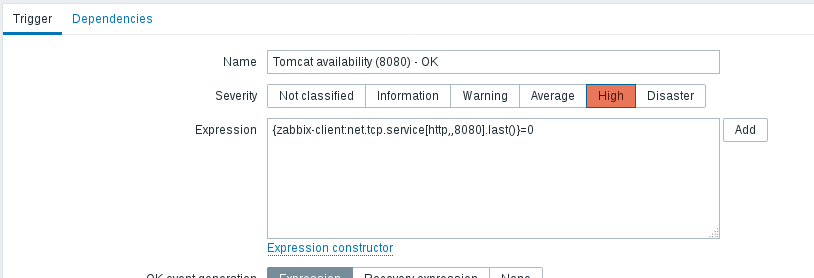 Trigger Dependencies
Name Tomcat availability (8080) - OK
Severity Not classified Information Warning Average High Disaster
Expression {zabbix-client:net.tcp.service[http,,8080].last()}=0 Add
Expression constructor
OK event generation Expression Recovery expression None